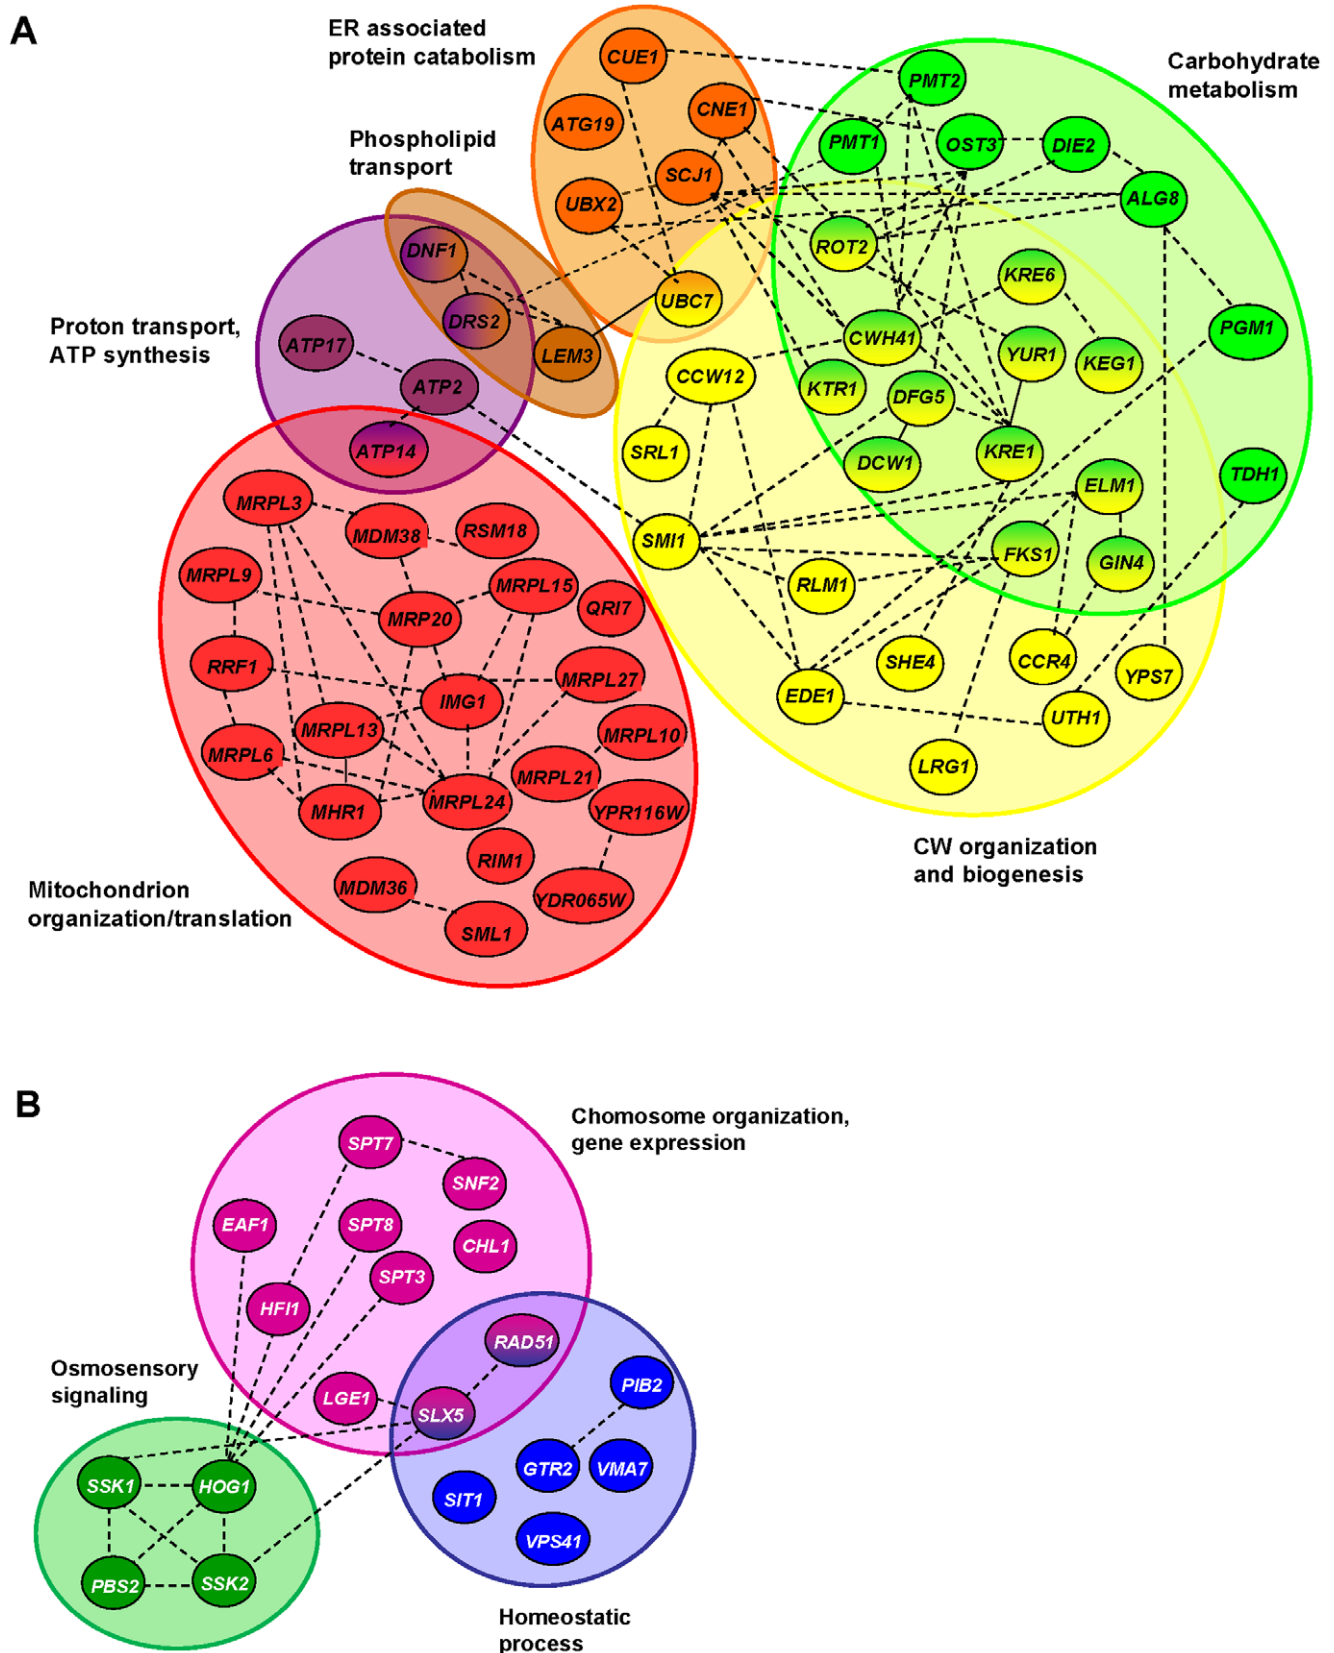 A
ER associated
protein catabolism
Carbohydrate
metabolism
Phospholipid
transport
Proton transport,
ATP synthesis
CUE1
PMT2
ATG19
CNE1
PMT1
OST3
DIE2
SCJ1
UBX2
ALG8
DNF1
ROT2
KRE6
UBC7
DRS2
ATP17
LEM3
CWH41
YUR1
KEG1
PGM1
ATP2
CCW12
KTR1
DFG5
ATP14
SRL1
DCW1
KRE1
TDH1
MRPL3
ELM1
MDM38
RSM18
SMI1
FKS1
GIN4
MRPL9
MRPL15
RLM1
QRI7
MRP20
RRF1
MRPL27
SHE4
CCR4
YPS7
IMG1
EDE1
UTH1
MRPL13
MRPL10
MRPL6
MRPL21
LRG1
MHR1
MRPL24
YPR116W
RIM1
MDM36
YDR065W
SML1
CW organization
and biogenesis
Mitochondrion
organization/translation
B
Chomosome organization,
gene expression
SPT7
SNF2
EAF1
SPT8
CHL1
SPT3
HFI1
RAD51
Osmosensory
signaling
LGE1
SLX5
PIB2
SSK1
HOG1
GTR2
VMA7
SIT1
VPS41
PBS2
SSK2
Homeostatic
process